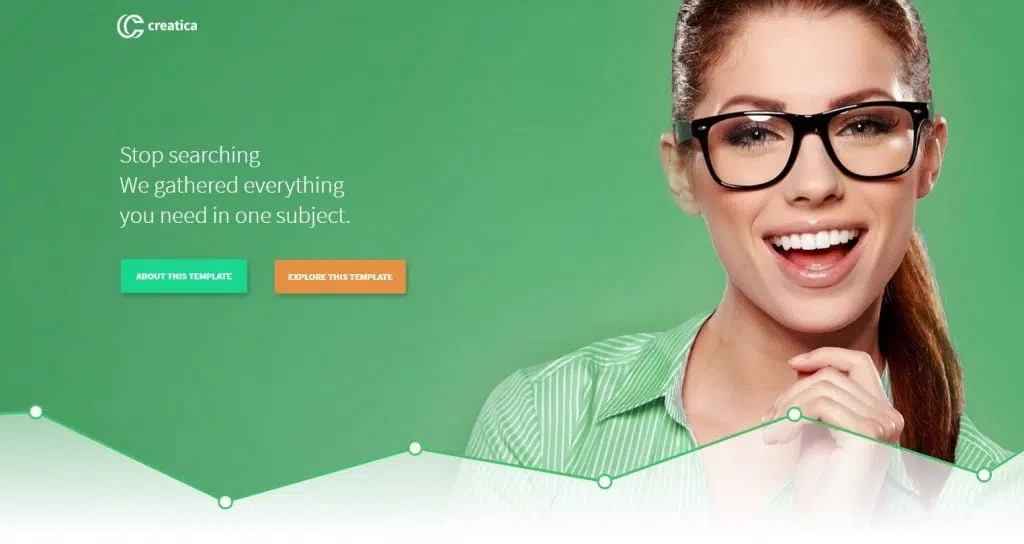 creatica
Stop searching
We gathered everything
you need in one subject.
ABOUT THIS TEMPLATE
EXPLORE THIS TEMPLATE